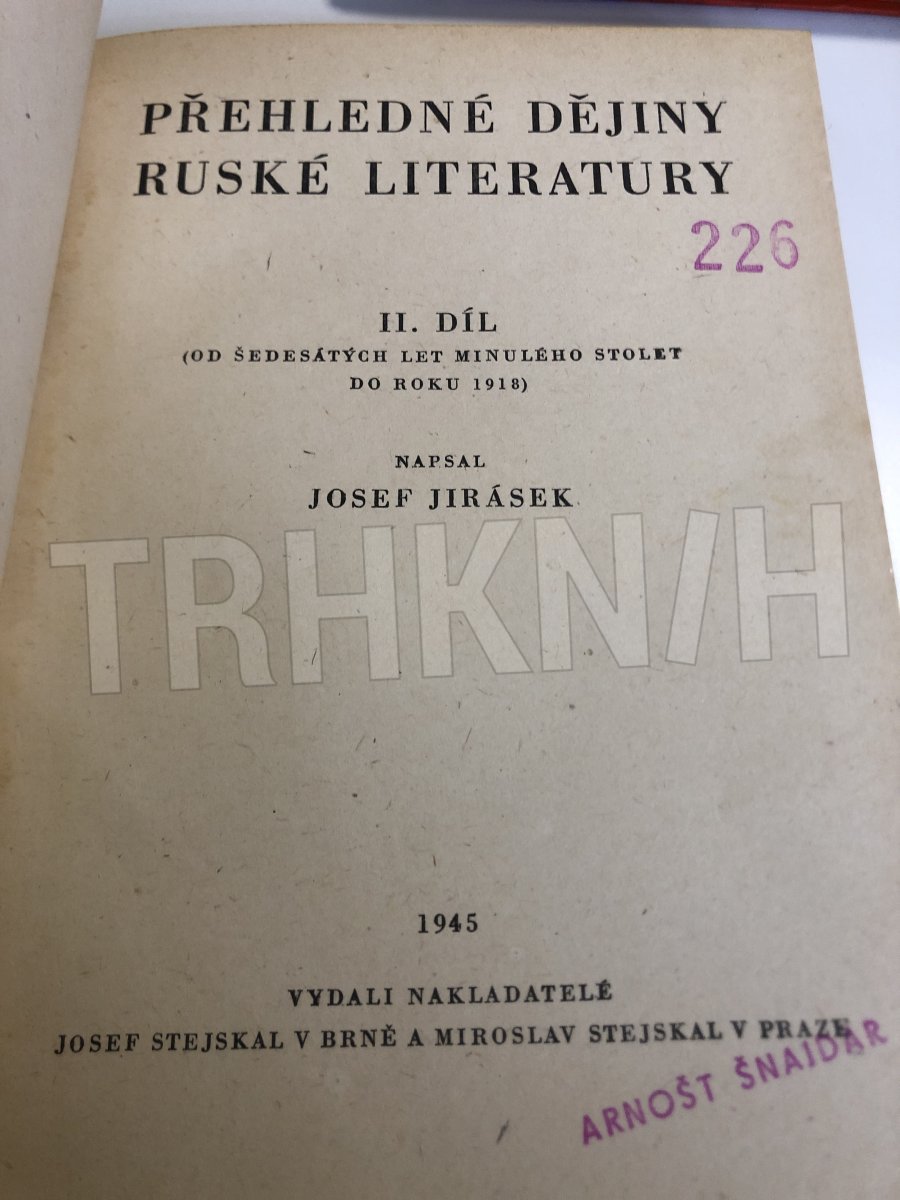 PŘEHLEDNÉ DĚJINY
RUSKÉ LITERATURY
226
II. DÍL
(OD ŠEDESÁTÝCH LET MINULÉHO STOLET
DO ROKU 1918)
NAPSAL
JOSEF JIRÁSEK
TRHKN/H
1945
VYDALI NAKLADATELÉ
JOSEF STEJSKAL V BRNĚ A MIROSLAV STEJSKAL V PRAZE
ARNOŠT ŠNAIDAR